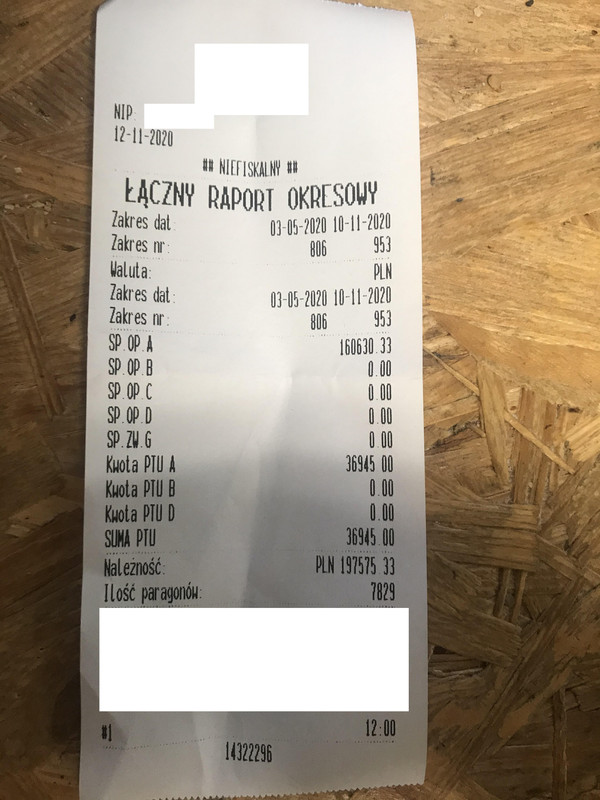 NIP:
12-11-2020
## NIEFISKALNY ##
ŁĄCZNY RAPORT OKRESOWY
Zakres dat: 03-05-2020 10-11-2020
Zakres nr: 806 953
Waluta: PLN
Zakres dat: 03-05-2020 10-11-2020
Zakres nr: 806 953
SP.OP.A 160630.33
SP.OP.B 0.00
SP.OP.C 0.00
SP.OP.D 0.00
SP.ZW.G 0.00
Kwota PTU A 36945.00
Kwota PTU B 0.00
Kwota PTU D 0.00
SUMA PTU 36945.00
Należność: PLN 197575.33
Ilość paragonów: 7829
#1 12:00
14322296